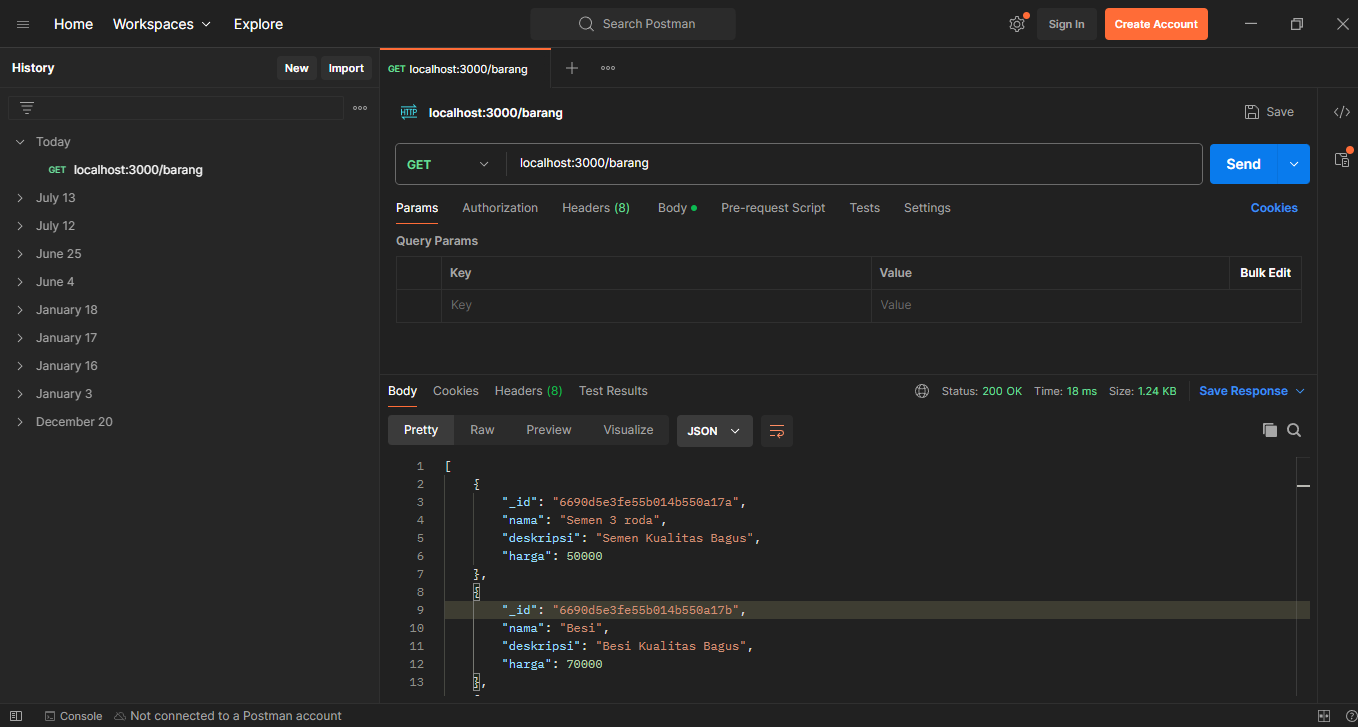 Home Workspaces Explore Search Postman Sign In Create Account
History New Import
GET localhost:3000/barang
Today
GET localhost:3000/barang
July 13
July 12
June 25
June 4
January 18
January 17
January 16
January 3
December 20
HTTP localhost:3000/barang Save
GET localhost:3000/barang Send
Params Authorization Headers (8) Body Pre-request Script Tests Settings Cookies
Query Params
Key Value Bulk Edit
Key Value
Body Cookies Headers (8) Test Results Status: 200 OK Time: 18 ms Size: 1.24 KB Save Response
Pretty Raw Preview Visualize JSON
1 [
2 {
3 "_id": "6690d5e3fe55b014b550a17a",
4 "nama": "Semen 3 roda",
5 "deskripsi": "Semen Kualitas Bagus",
6 "harga": 50000
7 },
8 {
9 "_id": "6690d5e3fe55b014b550a17b",
10 "nama": "Besi",
11 "deskripsi": "Besi Kualitas Bagus",
12 "harga": 70000
13 },
Console Not connected to a Postman account